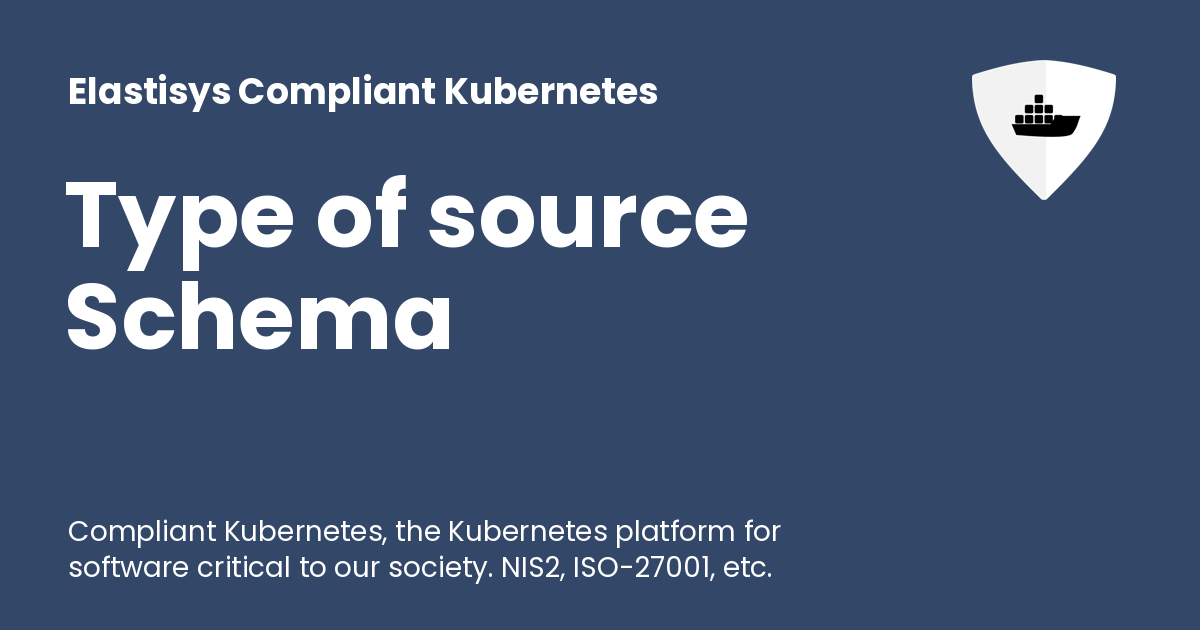 Elastisys Compliant Kubernetes
Type of source
Schema
Compliant Kubernetes, the Kubernetes platform for
software critical to our society. NIS2, ISO-27001, etc.